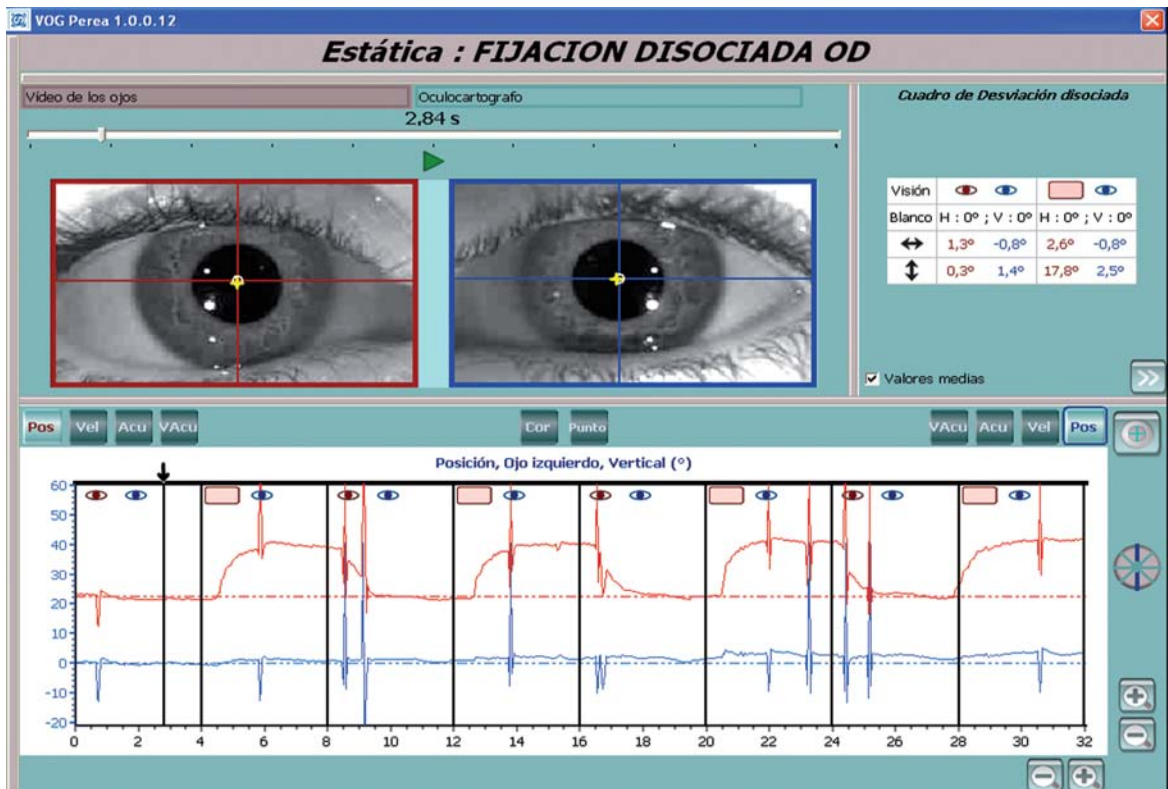 VOG Perea 1.0.0.12
Estática : FIJACION DISOCIADA OD
Vídeo de los ojos
Oculocartografo
2,84 s
Cuadro de Desviación disociada
Visión
Blanco H : 0º ; V : 0º H : 0º ; V : 0º
1,3º -0,8º 2,6º -0,8º
0,3º 1,4º 17,8º 2,5º
Valores medias
Pos Vel Acu VAcu Cor Punto VAcu Acu Vel Pos
Posición, Ojo izquierdo, Vertical (°)
60
50
40
30
20
10
0
-10
-20
0 2 4 6 8 10 12 14 16 18 20 22 24 26 28 30 32